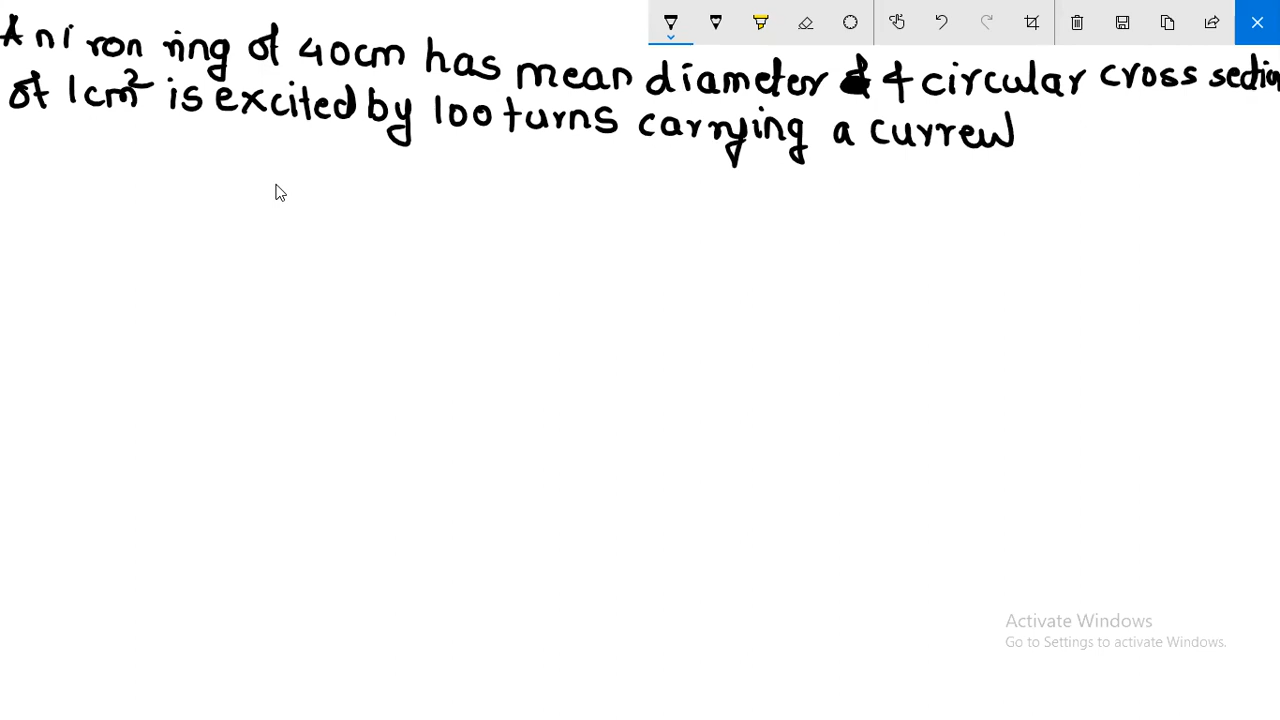 An iron ring of 40cm has mean diameter & circular cross section
of 1cm² is excited by 100 turns carrying a curren
Activate Windows
Go to Settings to activate Windows.